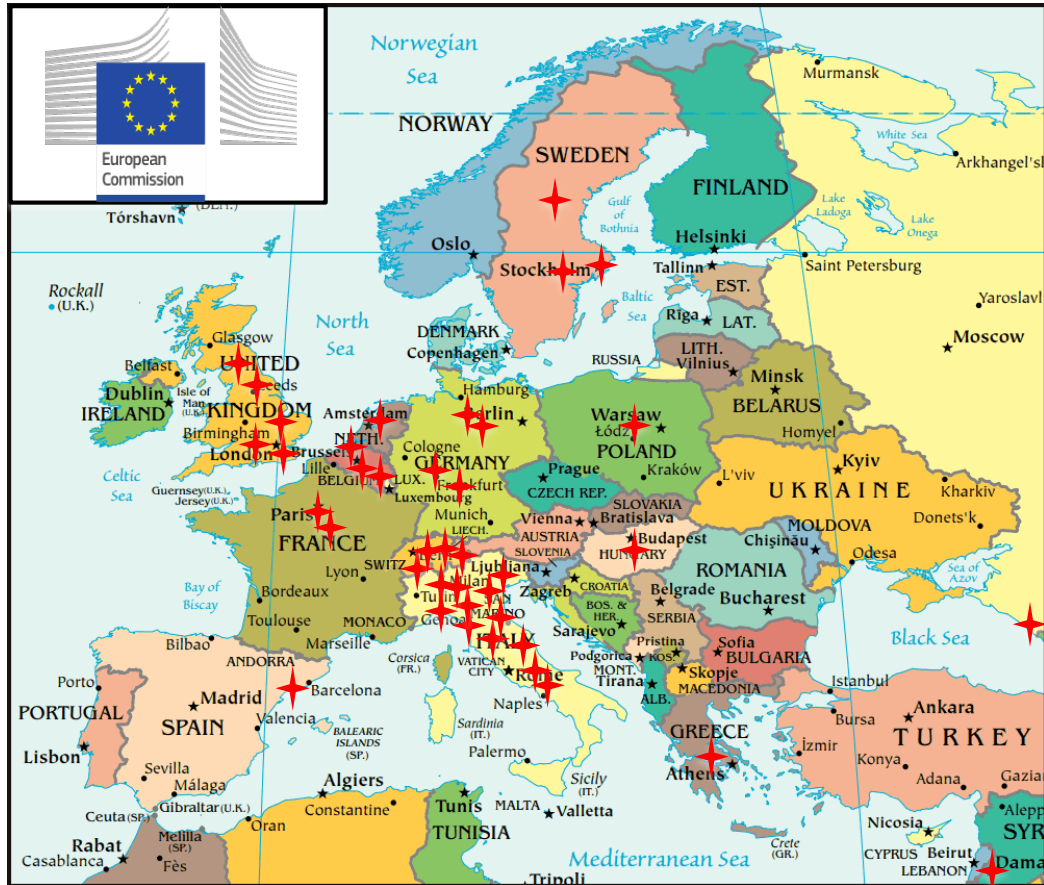 European
Commission
Norwegian
Sea
Murmansk
White Sea
Arkhangel'sk
NORWAY
SWEDEN
FINLAND
Tórshavn
Gulf
of
Bothnia
Lake
Ladoga
Lake
Onega
Oslo
Helsinki
Stockholm
Tallinn
Saint Petersburg
EST.
Rockall
(U.K.)
Baltic
Sea
Yaroslavl
North
Sea
Riga
LAT.
Moscow
DENMARK
Copenhagen
LITH.
Vilnius
RUSSIA
Glasgow
UNITED
KINGDOM
Belfast
Leeds
Dublin
IRELAND
Isle of
Man
(U.K.)
Birmingham
London
Hamburg
Berlin
Minsk
BELARUS
Homyel
Amsterdam
NETH.
Warsaw
Łódź
POLAND
Kraków
Brussels
Lille
BELGIUM
LUX.
Luxembourg
Cologne
GERMANY
Frankfurt
Celtic
Sea
Prague
CZECH REP.
L'viv
Kyiv
UKRAINE
Kharkiv
Donets'k
Guernsey(U.K.)
Jersey(U.K.)
Paris
FRANCE
Munich
LIECH.
SLOVAKIA
Bratislava
Vienna
AUSTRIA
SLOVENIA
Budapest
HUNGARY
MOLDOVA
Chişinău
Odesa
SWITZ
Lyon
Milan
Turin
Genoa
Ljubljana
Zagreb
CROATIA
ROMANIA
Bucharest
Sea of
Azov
Bay of
Biscay
Bordeaux
Toulouse
MONACO
Marseille
SAN
MARINO
ITALY
BOS. &
HER.
Sarajevo
Belgrade
SERBIA
Black Sea
Bilbao
ANDORRA
Corsica
(FR.)
VATICAN
CITY
Rome
Podgorica
MONT.
Pristina
KOS.
Sofia
BULGARIA
Skopje
MACEDONIA
Tirana
ALB.
Istanbul
Porto
PORTUGAL
Lisbon
Madrid
SPAIN
Barcelona
Valencia
BALEARIC
ISLANDS
(SP.)
Naples
Sardinia
(IT.)
Palermo
Sicily
(IT.)
GREECE
Athens
Bursa
Ankara
TURKEY
İzmir
Konya
Adana
Gazian
Sevilla
Málaga
Gibraltar(U.K.)
Ceuta(SP.)
Melilla
(SP.)
Algiers
Constantine
Oran
Tunis
TUNISIA
MALTA
Valletta
Aleppo
Nicosia
CYPRUS
SYR
Beirut
LEBANON
Dama
Crete
(GR.)
Rabat
Casablanca
Fès
Mediterranean Sea
Tripoli